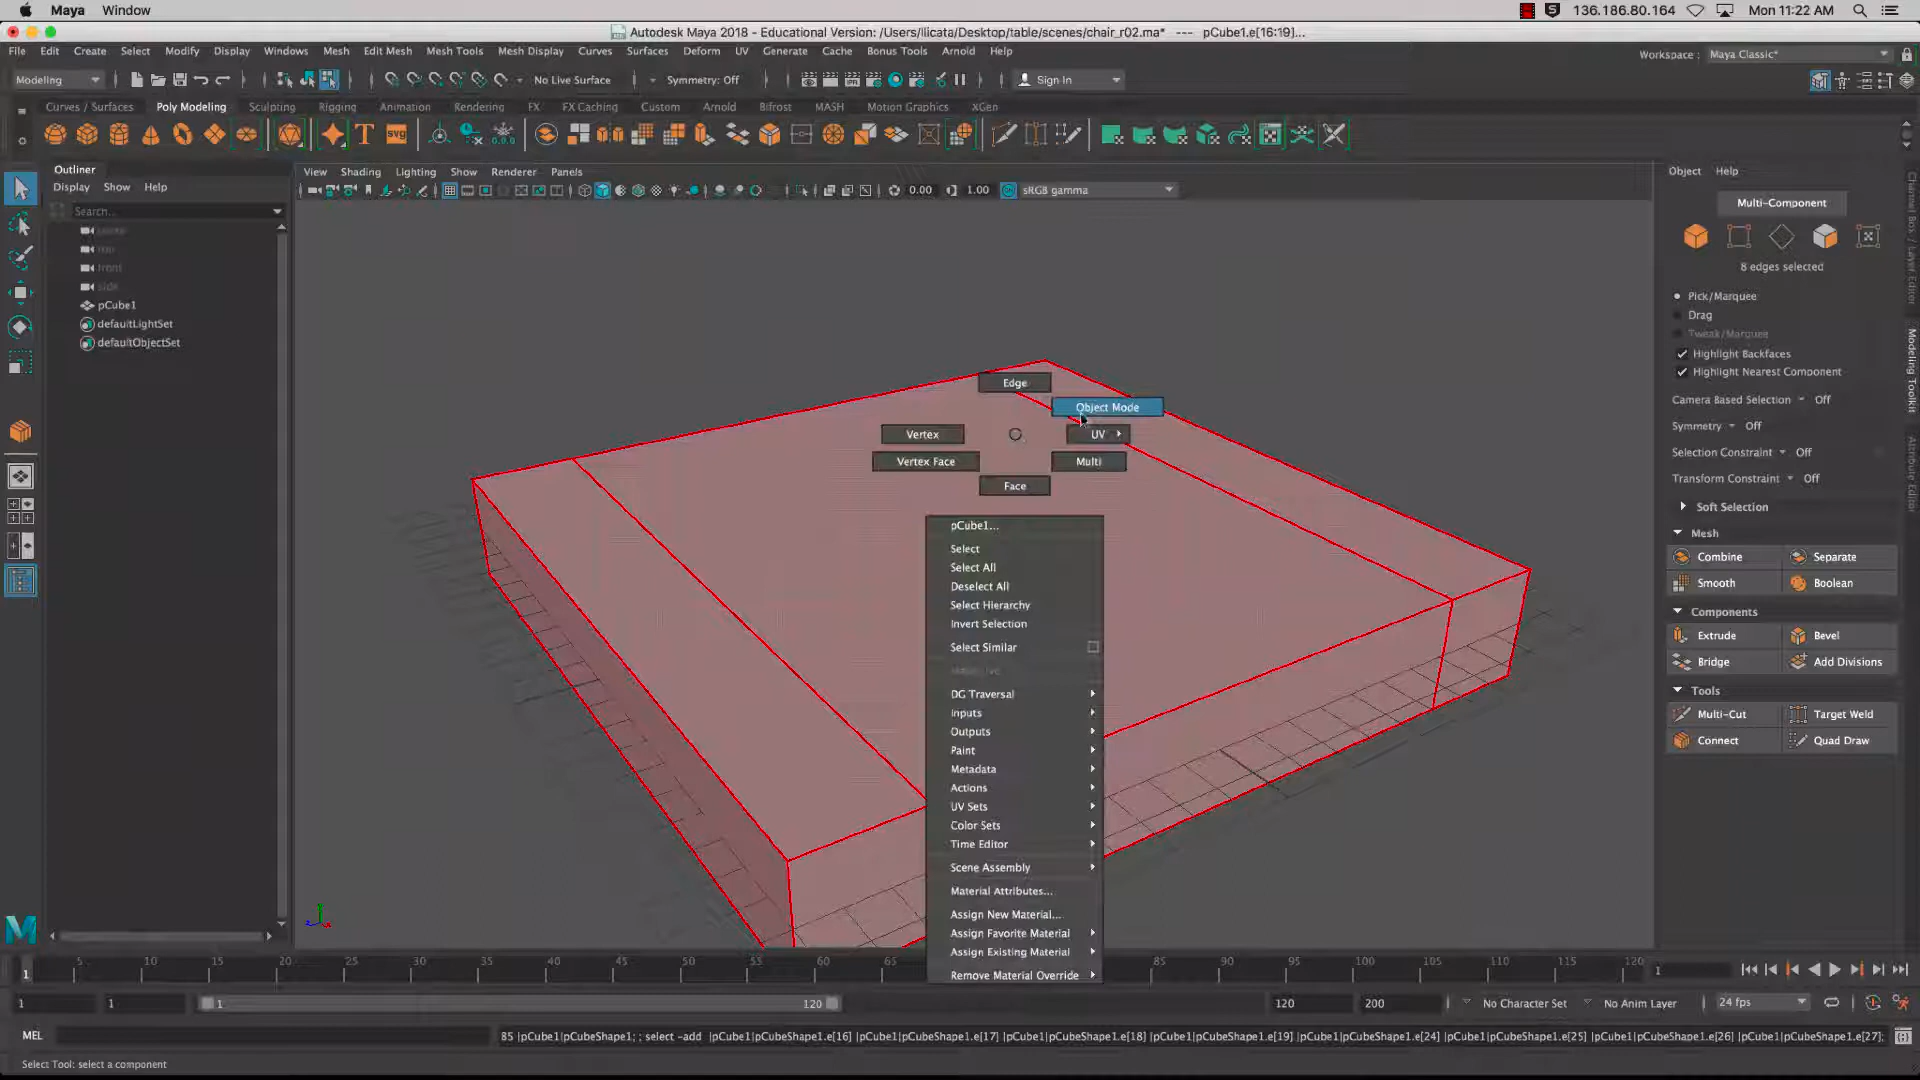 Maya Window 136.186.80.164 Mon 11:22 AM
Autodesk Maya 2018 - Educational Version: /Users/llicata/Desktop/table/scenes/chair_r02.ma* --- pCube1.e[16:19]...
File Edit Create Select Modify Display Windows Mesh Edit Mesh Mesh Tools Mesh Display Curves Surfaces Deform UV Generate Cache Bonus Tools Arnold Help
Workspace : Maya Classic*
Modeling No Live Surface Symmetry: Off Sign In
Curves / Surfaces Poly Modeling Sculpting Rigging Animation Rendering FX FX Caching Custom Arnold Bifrost MASH Motion Graphics XGen
T SVG 0,0,0
Outliner
Display Show Help
Search...
front
pCube1
defaultLightSet
defaultObjectSet
View Shading Lighting Show Renderer Panels
0.00 1.00 sRGB gamma
Edge
Object Mode
Vertex
UV
Vertex Face
Multi
Face
pCube1...
Select
Select All
Deselect All
Select Hierarchy
Invert Selection
Select Similar
DG Traversal
Inputs
Outputs
Paint
Metadata
Actions
UV Sets
Color Sets
Time Editor
Scene Assembly
Material Attributes...
Assign New Material...
Assign Favorite Material
Assign Existing Material
Remove Material Override
Object Help
Multi-Component
8 edges selected
Pick/Marquee
Drag
Tweak/Marquee
Highlight Backfaces
Highlight Nearest Component
Camera Based Selection Off
Symmetry Off
Selection Constraint Off
Transform Constraint Off
Soft Selection
Mesh
Combine Separate
Smooth Boolean
Components
Extrude Bevel
Bridge Add Divisions
Tools
Multi-Cut Target Weld
Connect Quad Draw
Channel Box / Layer Editor
Modeling Toolkit
Attribute Editor
5 10 15 20 25 30 35 40 45 50 55 60 65 85 90 95 100 105 110 115 120
1 1
1 1 1 120 120 200 No Character Set No Anim Layer 24 fps
MEL 85 |pCube1|pCubeShape1; ; select -add |pCube1|pCubeShape1.e[16] |pCube1|pCubeShape1.e[17] |pCube1|pCubeShape1.e[18] |pCube1|pCubeShape1.e[19] |pCube1|pCubeShape1.e[24] |pCube1|pCubeShape1.e[25] |pCube1|pCubeShape1.e[26] |pCube1|pCubeShape1.e[27];
Select Tool: select a component